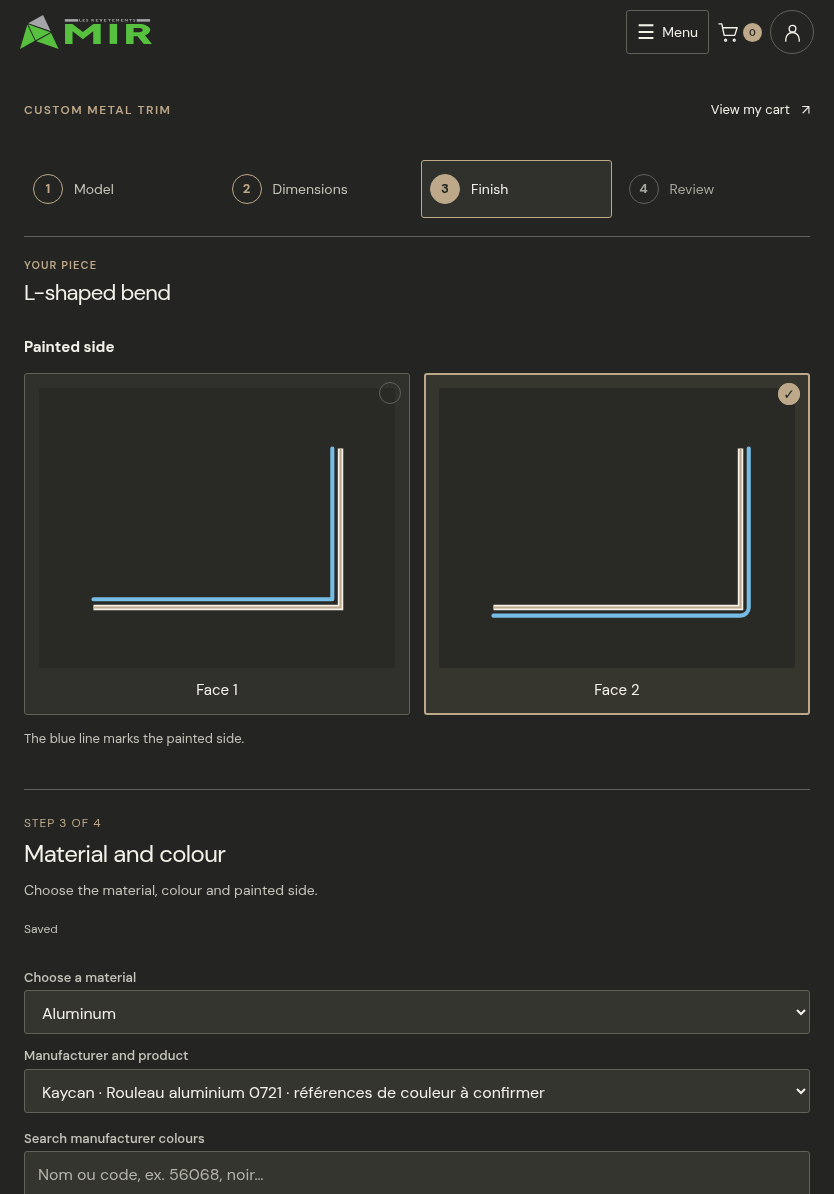 LES REVÊTEMENTS
MIR
Menu
0
CUSTOM METAL TRIM
View my cart
1 Model
2 Dimensions
3 Finish
4 Review
YOUR PIECE
L-shaped bend
Painted side
✓
Face 1
Face 2
The blue line marks the painted side.
STEP 3 OF 4
Material and colour
Choose the material, colour and painted side.
Saved
Choose a material
Aluminum
Manufacturer and product
Kaycan · Rouleau aluminium 0721 · références de couleur à confirmer
Search manufacturer colours
Nom ou code, ex. 56068, noir...